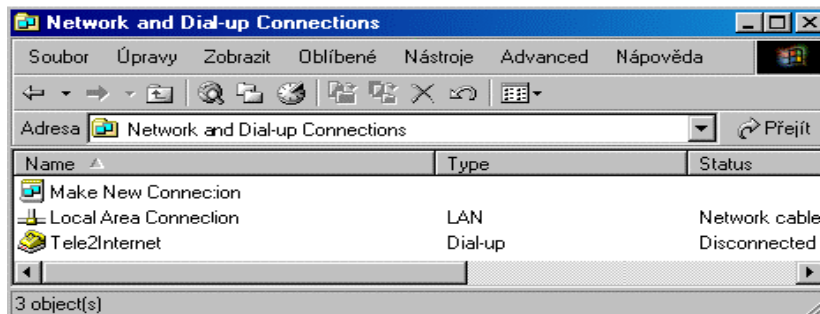 Network and Dial-up Connections
Soubor Úpravy Zobrazit Oblíbené Nástroje Advanced Nápověda
Adresa Network and Dial-up Connections Přejít
Name Type Status
Make New Connection
Local Area Connection LAN Network cable
Tele2Internet Dial-up Disconnected
3 object(s)